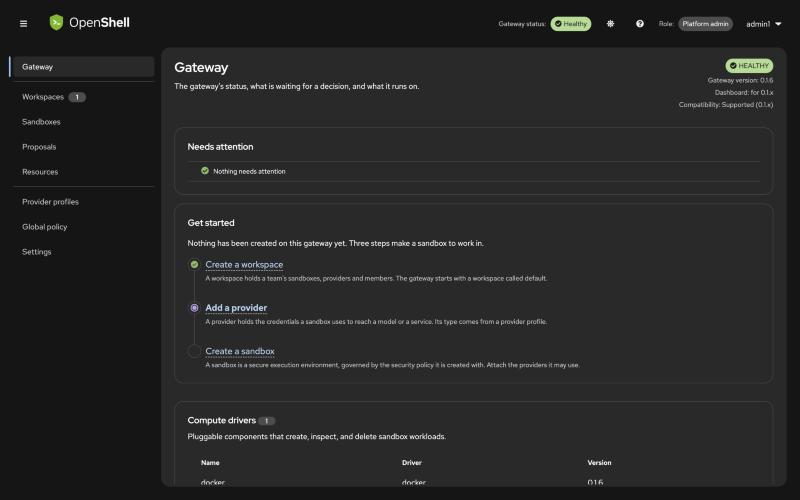 OpenShell
Gateway status: Healthy
Role: Platform admin
admin1
Gateway
Workspaces 1
Sandboxes
Proposals
Resources
Provider profiles
Global policy
Settings
Gateway
The gateway's status, what is waiting for a decision, and what it runs on.
HEALTHY
Gateway version: 0.1.6
Dashboard: for 0.1.x
Compatibility: Supported (0.1.x)
Needs attention
Nothing needs attention
Get started
Nothing has been created on this gateway yet. Three steps make a sandbox to work in.
Create a workspace
A workspace holds a team's sandboxes, providers and members. The gateway starts with a workspace called default.
Add a provider
A provider holds the credentials a sandbox uses to reach a model or a service. Its type comes from a provider profile.
Create a sandbox
A sandbox is a secure execution environment, governed by the security policy it is created with. Attach the providers it may use.
Compute drivers 1
Pluggable components that create, inspect, and delete sandbox workloads.
Name Driver Version
docker docker 0.1.6